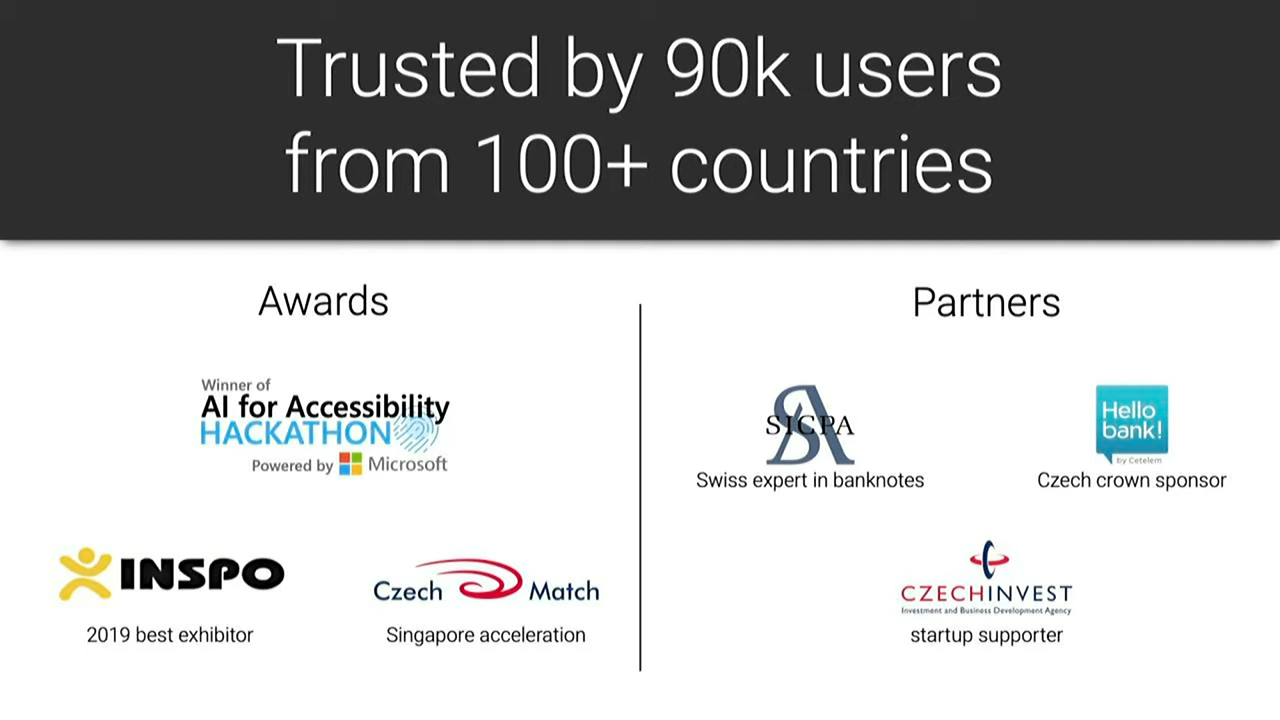 Trusted by 90k users
from 100+ countries
Awards
Winner of
AI for Accessibility
HACKATHON
Powered by Microsoft
INSPO
2019 best exhibitor
Czech Match
Singapore acceleration
Partners
SICPA
Swiss expert in banknotes
Hello
bank!
by Cetelem
Czech crown sponsor
CZECHINVEST
Investment and Business Development Agency
startup supporter